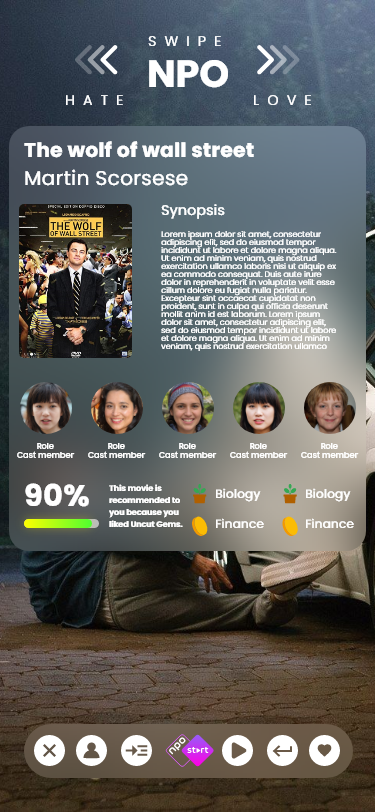 SWIPE
NPO
HATE
LOVE
The wolf of wall street
Martin Scorsese
SPECIAL EDITION DOPPIO DISCO
LEONARDO DICAPRIO
THE WOLF
OF WALL STREET
DVD
Synopsis
Lorem ipsum dolor sit amet, consectetur
adipiscing elit, sed do eiusmod tempor
incididunt ut labore et dolore magna aliqua.
Ut enim ad minim veniam, quis nostrud
exercitation ullamco laboris nisi ut aliquip ex
ea commodo consequat. Duis aute irure
dolor in reprehenderit in voluptate velit esse
cillum dolore eu fugiat nulla pariatur.
Excepteur sint occaecat cupidatat non
proident, sunt in culpa qui officia deserunt
mollit anim id est laborum. Lorem ipsum
dolor sit amet, consectetur adipiscing elit,
sed do eiusmod tempor incididunt ut labore
et dolore magna aliqua. Ut enim ad minim
veniam, quis nostrud exercitation ullamco
Role
Cast member
Role
Cast member
Role
Cast member
Role
Cast member
Role
Cast member
90%
This movie is
recommended to
you because you
liked Uncut Gems.
Biology
Biology
Finance
Finance
npo
start